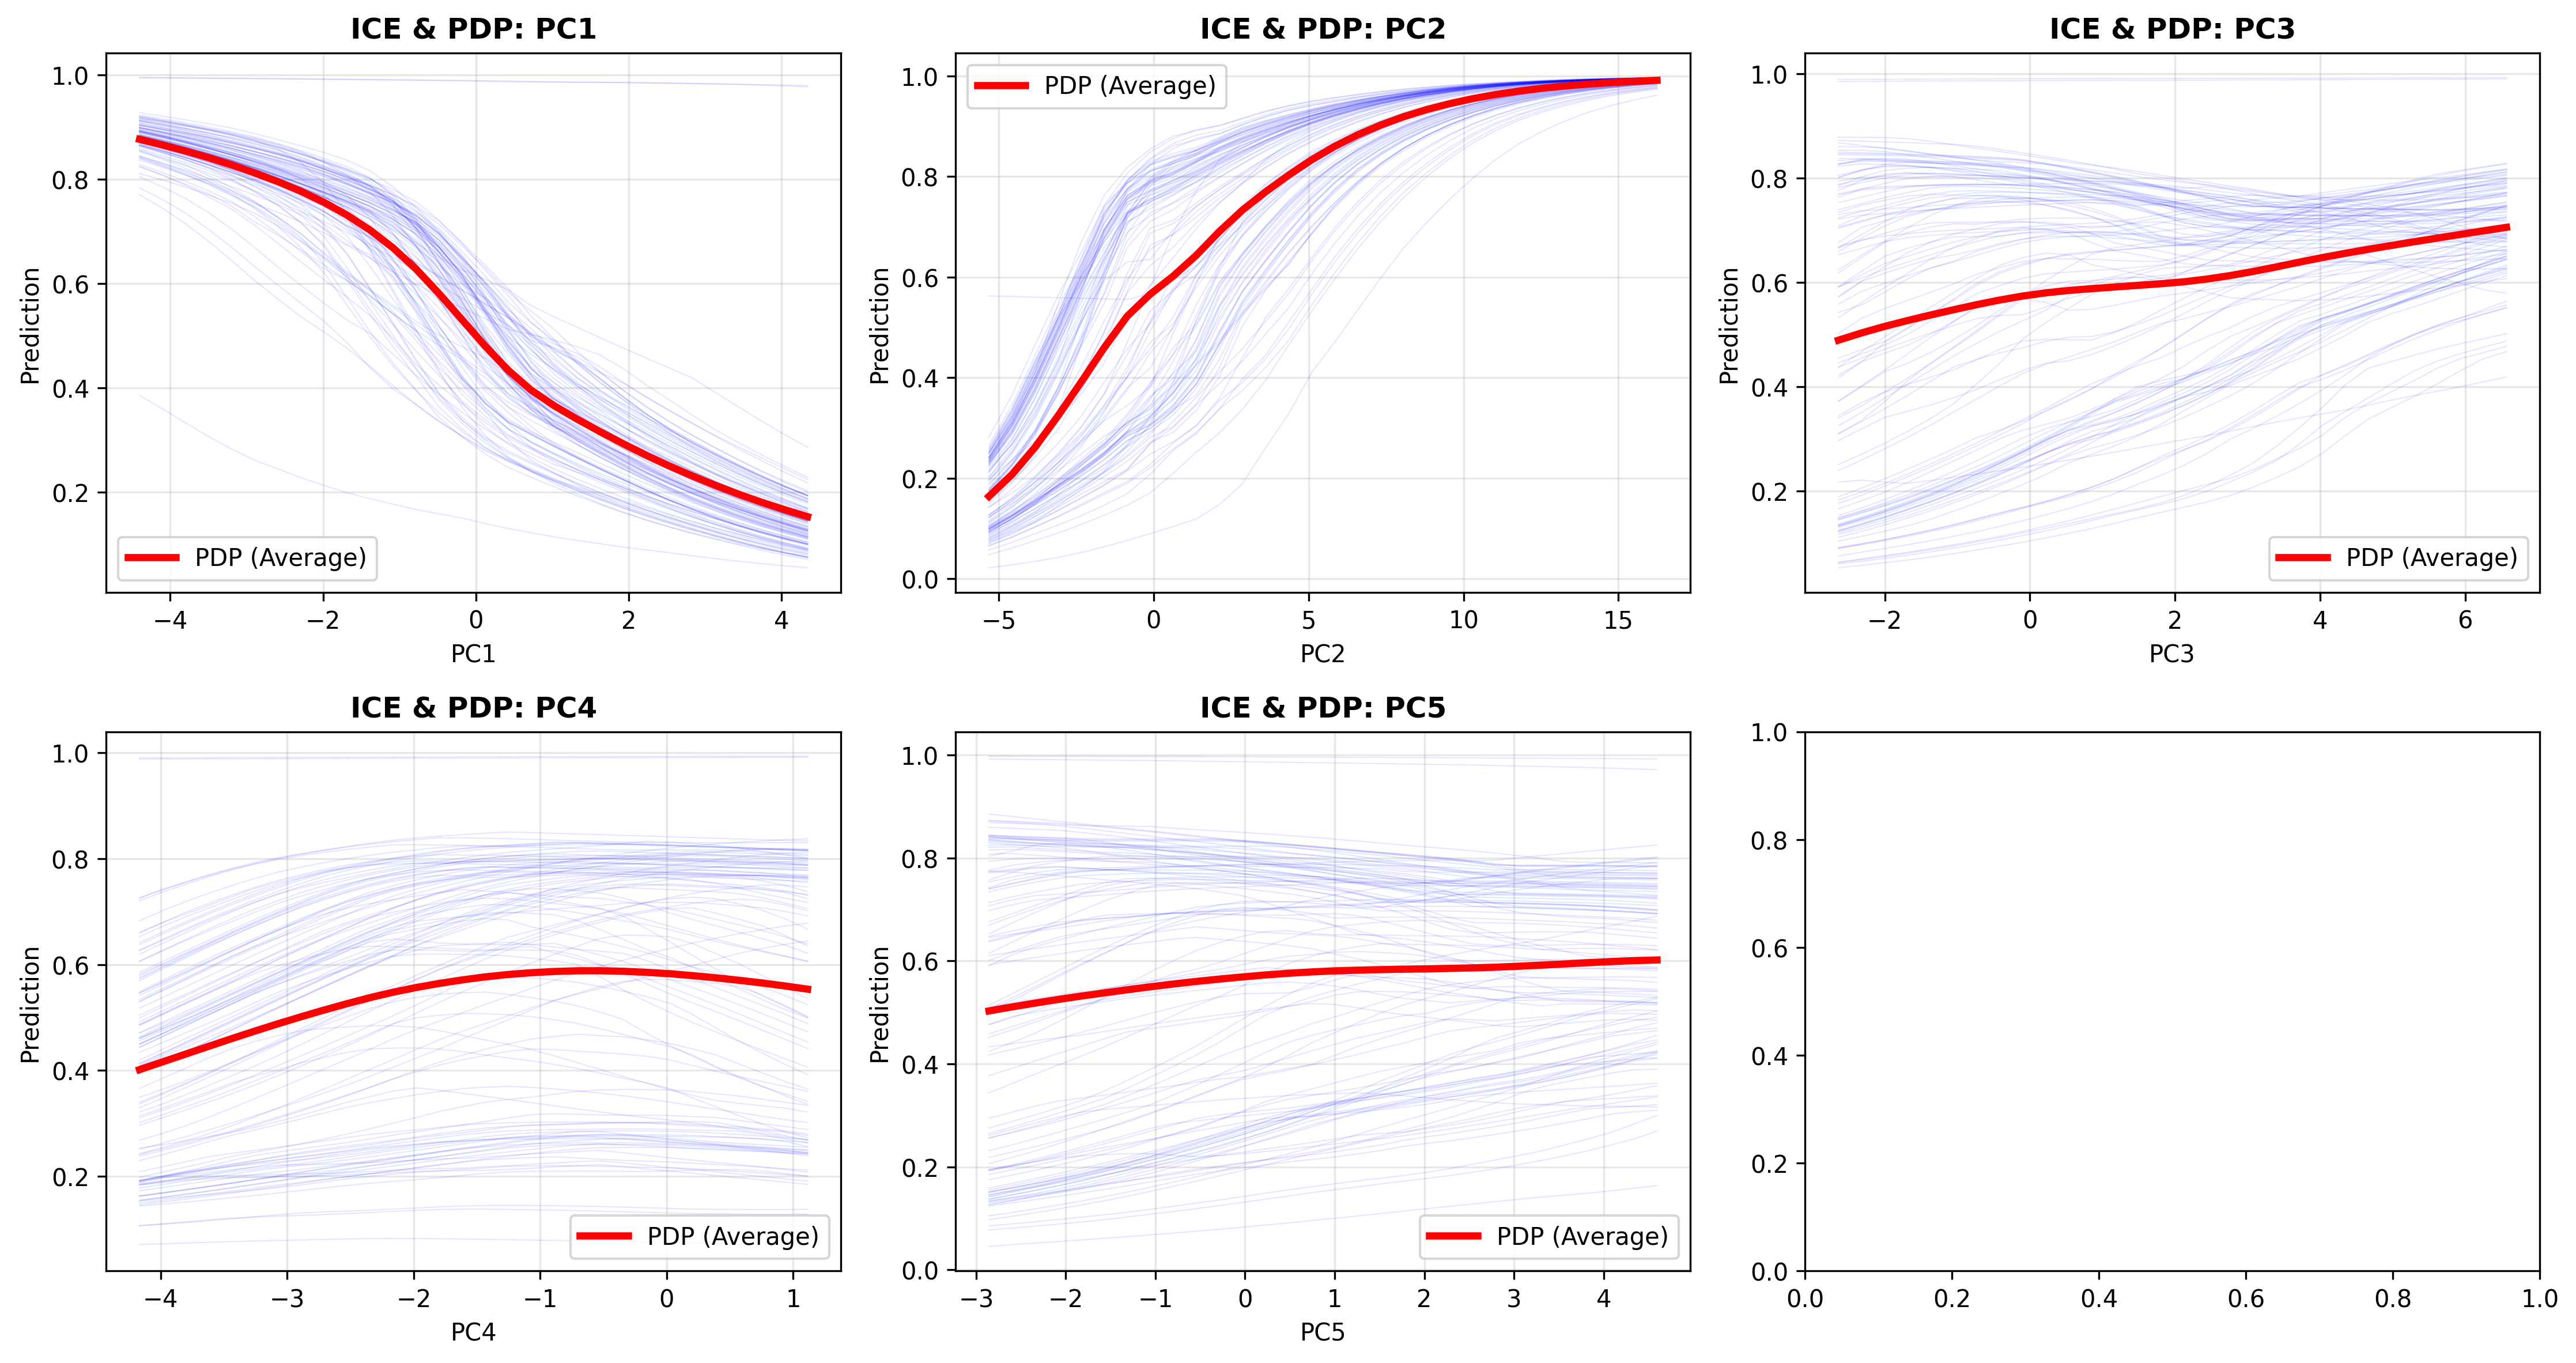 ICE & PDP: PC1
1.0
0.8
0.6
0.4
0.2
Prediction
PDP (Average)
−4 −2 0 2 4
PC1
ICE & PDP: PC2
1.0
0.8
0.6
0.4
0.2
0.0
Prediction
PDP (Average)
−5 0 5 10 15
PC2
ICE & PDP: PC3
1.0
0.8
0.6
0.4
0.2
Prediction
PDP (Average)
−2 0 2 4 6
PC3
ICE & PDP: PC4
1.0
0.8
0.6
0.4
0.2
Prediction
PDP (Average)
−4 −3 −2 −1 0 1
PC4
ICE & PDP: PC5
1.0
0.8
0.6
0.4
0.2
0.0
Prediction
PDP (Average)
−3 −2 −1 0 1 2 3 4
PC5
1.0
0.8
0.6
0.4
0.2
0.0
0.0 0.2 0.4 0.6 0.8 1.0